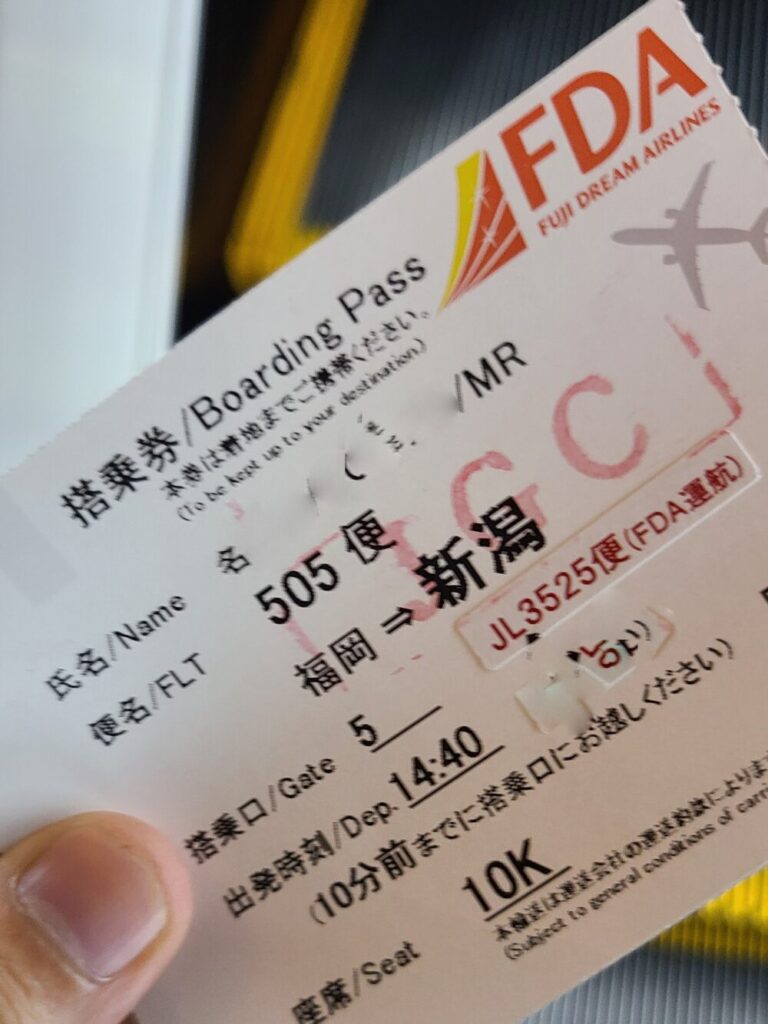 FDA
FUJI DREAM AIRLINES
搭乗券/Boarding Pass
本券は着地までご携帯ください。
(To be kept up to your destination)
氏名/Name
名
/MR
便名/FLT
505 便
福岡 ⇒ 新潟
JGC
JL3525便(FDA運航)
搭乗口/Gate
5
出発時刻/Dep.
14:40
(10分前までに搭乗口にお越しください)
座席/Seat
10K
本輸送は運送会社の運送約款によりま
(Subject to general conditions of carri